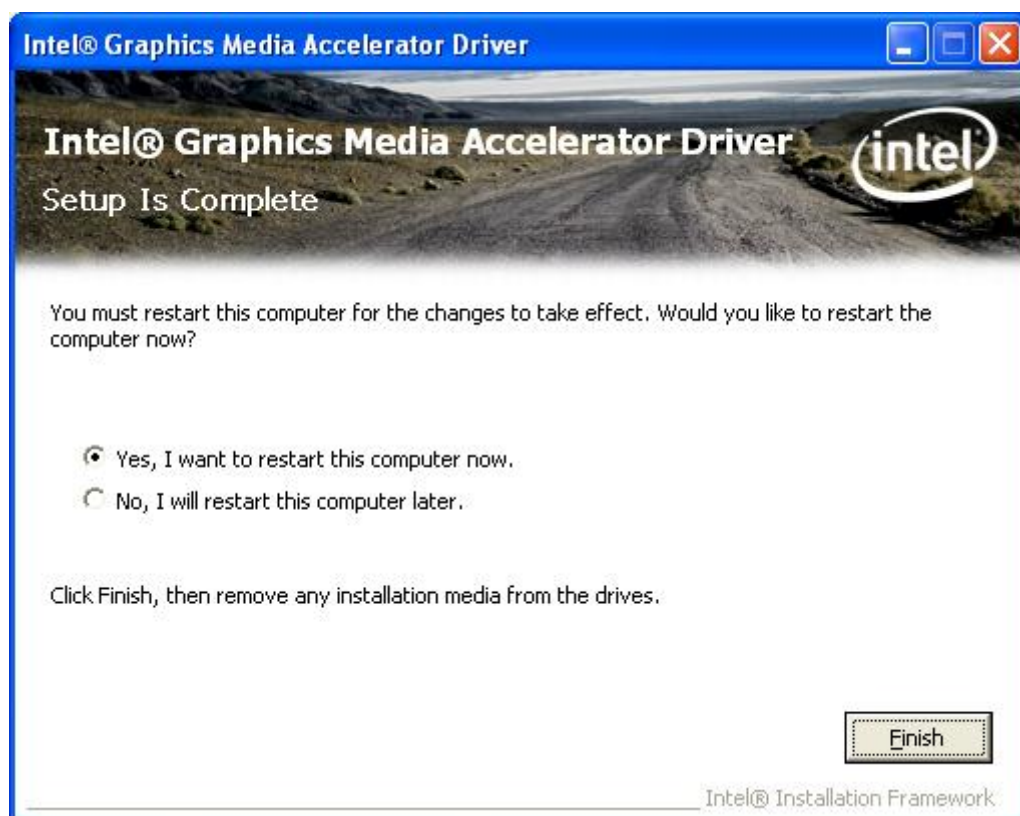 Intel® Graphics Media Accelerator Driver
Intel® Graphics Media Accelerator Driver
intel
Setup Is Complete
You must restart this computer for the changes to take effect. Would you like to restart the
computer now?
Yes, I want to restart this computer now.
No, I will restart this computer later.
Click Finish, then remove any installation media from the drives.
Finish
Intel® Installation Framework